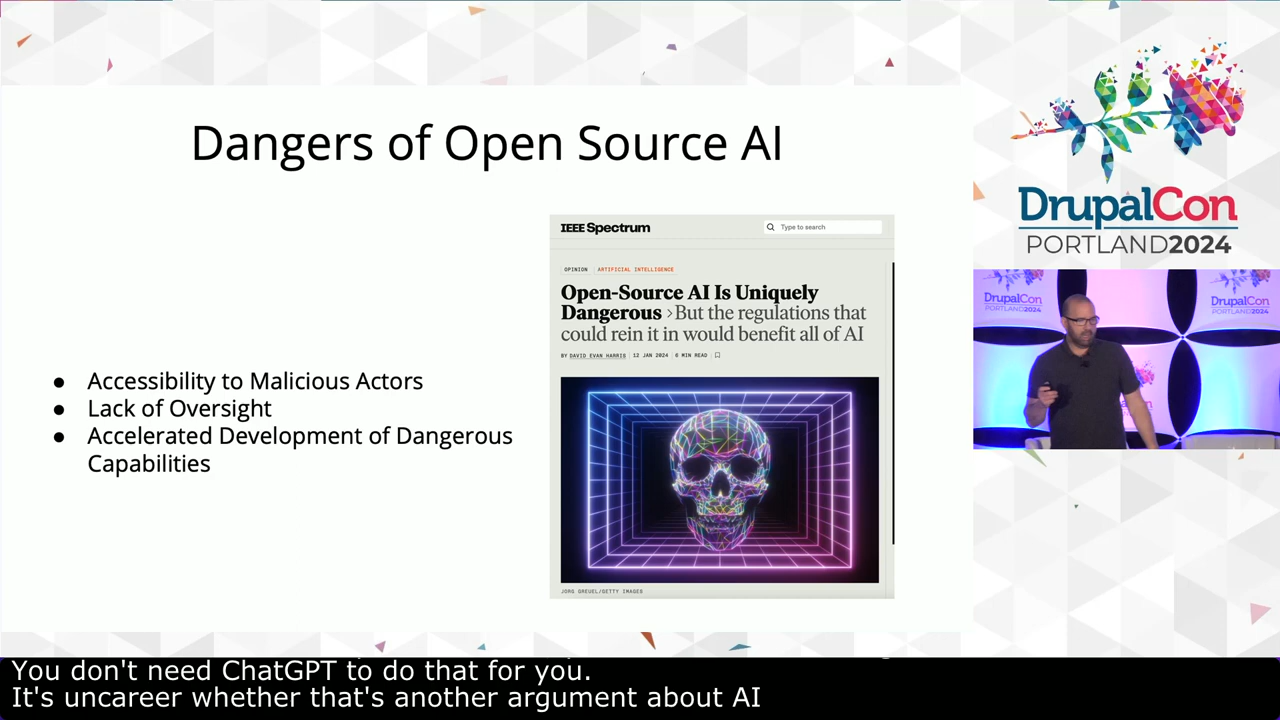 Dangers of Open Source AI
● Accessibility to Malicious Actors
● Lack of Oversight
● Accelerated Development of Dangerous
Capabilities
IEEE Spectrum
Type to search
OPINION ARTIFICIAL INTELLIGENCE
Open-Source AI Is Uniquely
Dangerous › But the regulations that
could rein it in would benefit all of AI
BY DAVID EVAN HARRIS 12 JAN 2024 6 MIN READ
JORG GREUEL/GETTY IMAGES
DrupalCon
PORTLAND2024
DrupalCon
PORTLAND2024
DrupalCon
PORTLAND2024
You don't need ChatGPT to do that for you.
It's uncareer whether that's another argument about AI